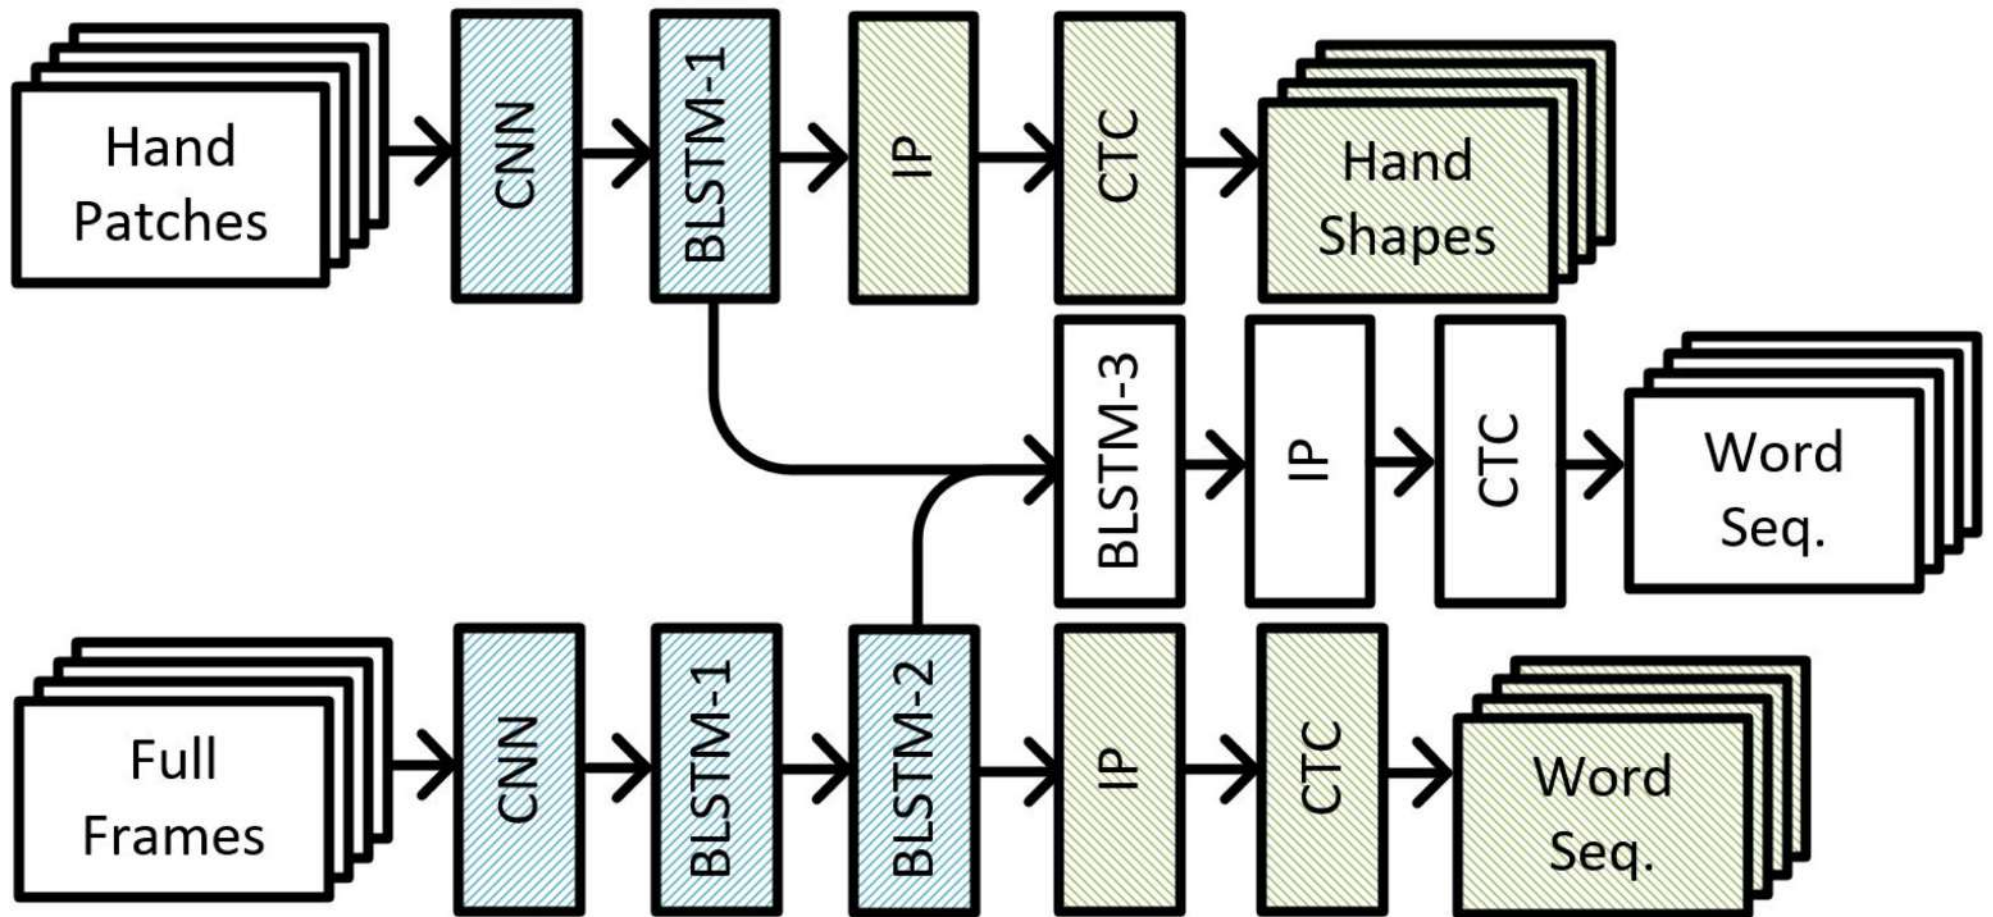 Hand
Patches
CNN
BLSTM-1
IP
CTC
Hand
Shapes
BLSTM-3
IP
CTC
Word
Seq.
Full
Frames
CNN
BLSTM-1
BLSTM-2
IP
CTC
Word
Seq.